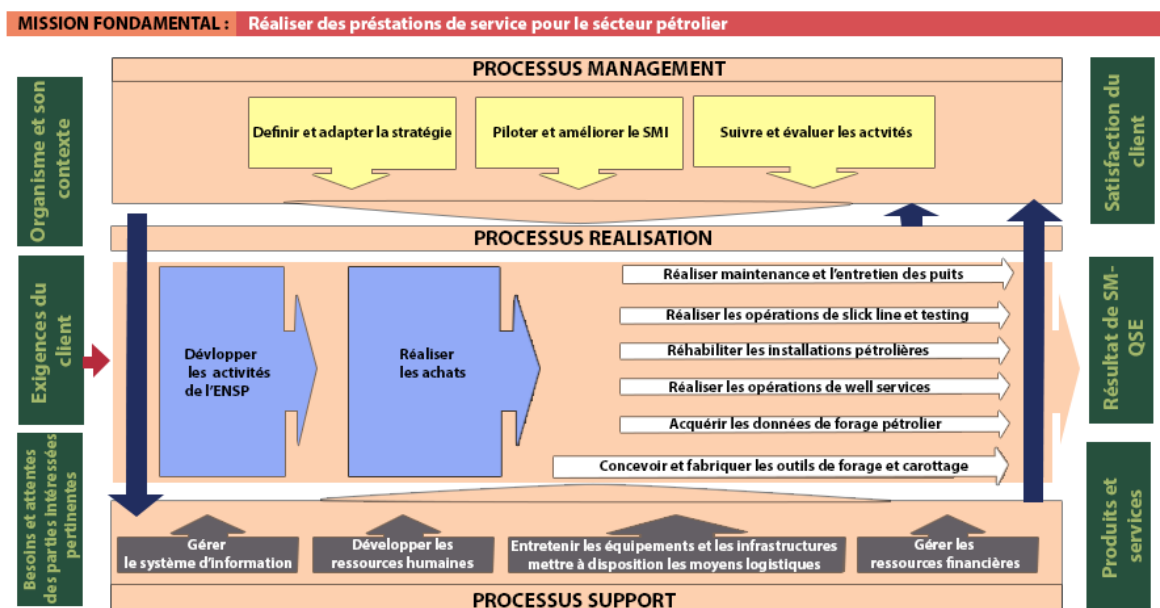 MISSION FONDAMENTAL : Réaliser des préstations de service pour le sécteur pétrolier
PROCESSUS MANAGEMENT
Organisme et son
contexte
Definir et adapter la stratégie
Piloter et améliorer le SMI
Suivre et évaluer les actvités
Satisfaction du
client
PROCESSUS REALISATION
Exigences du
client
Dévlopper
les activités
de l'ENSP
Réaliser
les achats
Réaliser maintenance et l'entretien des puits
Réaliser les opérations de slick line et testing
Réhabiliter les installations pétrolières
Réaliser les opérations de well services
Acquérir les données de forage pétrolier
Concevoir et fabriquer les outils de forage et carottage
Résultat de SM-
QSE
Besoins et attentes
des parties intéressées
pertinentes
Gérer
le système d'information
Développer les
ressources humaines
Entretenir les équipements et les infrastructures
mettre à disposition les moyens logistiques
Gérer les
ressources financières
Produits et
services
PROCESSUS SUPPORT